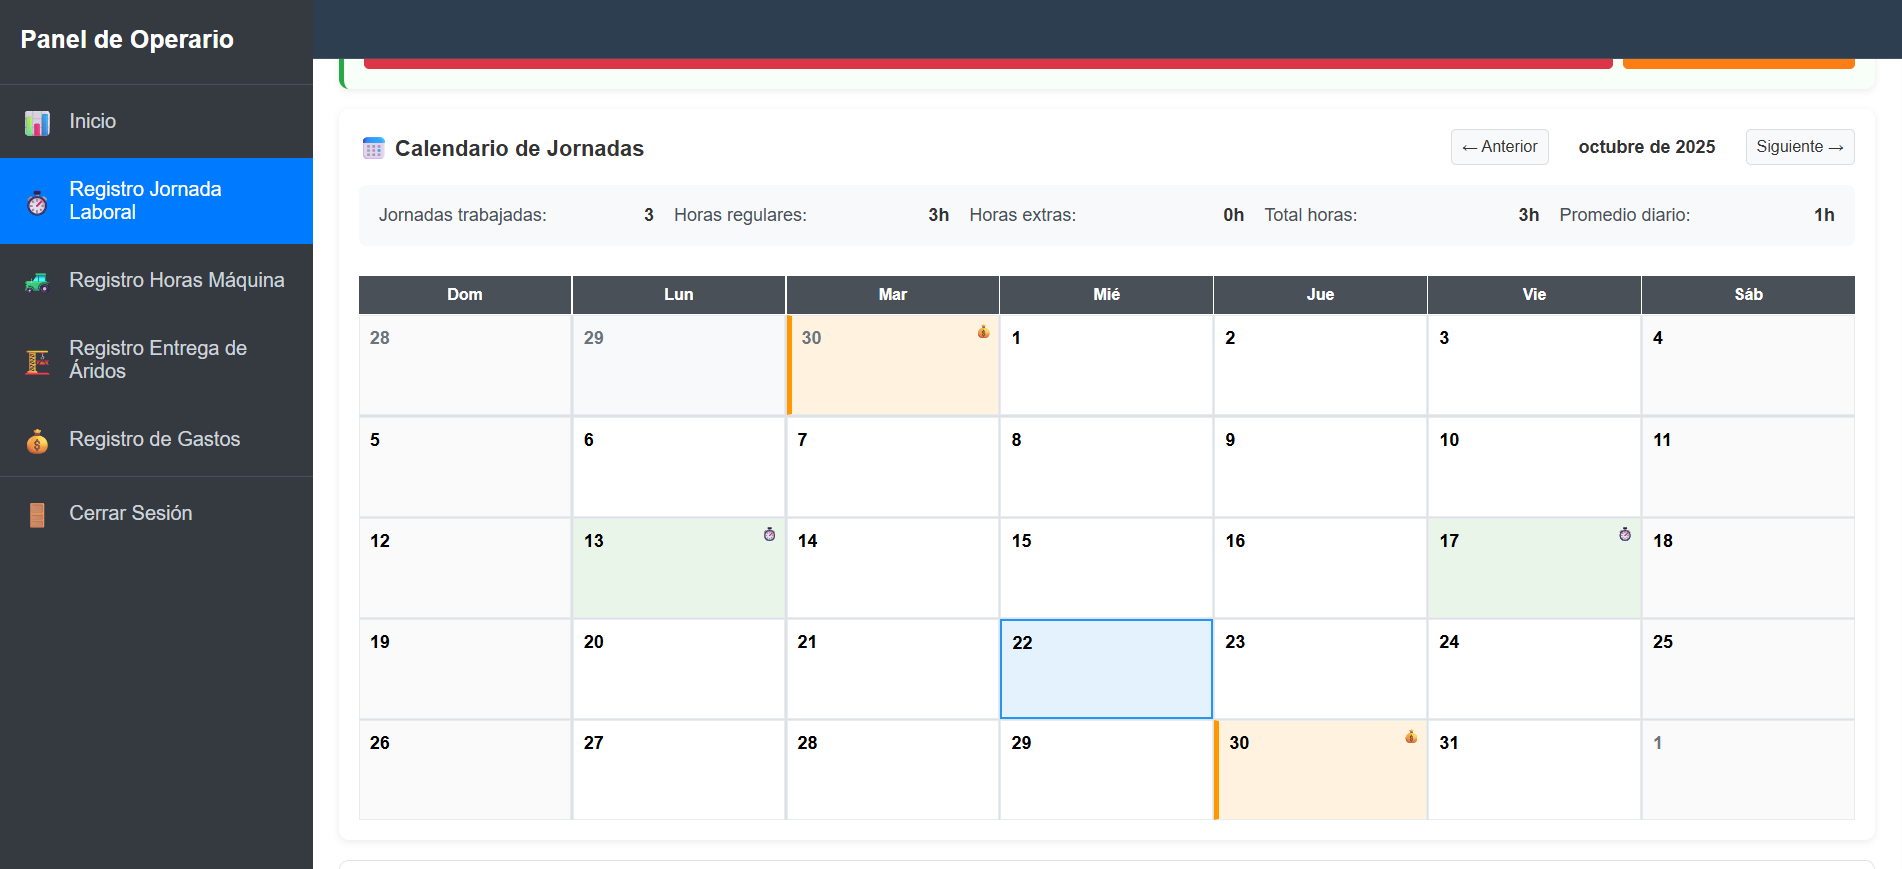 Panel de Operario
Inicio
Registro Jornada
Laboral
Registro Horas Máquina
Registro Entrega de
Áridos
Registro de Gastos
Cerrar Sesión
Calendario de Jornadas
← Anterior octubre de 2025 Siguiente →
Jornadas trabajadas: 3 Horas regulares: 3h Horas extras: 0h Total horas: 3h Promedio diario: 1h
Dom Lun Mar Mié Jue Vie Sáb
28 29 30 1 2 3 4
5 6 7 8 9 10 11
12 13 14 15 16 17 18
19 20 21 22 23 24 25
26 27 28 29 30 31 1